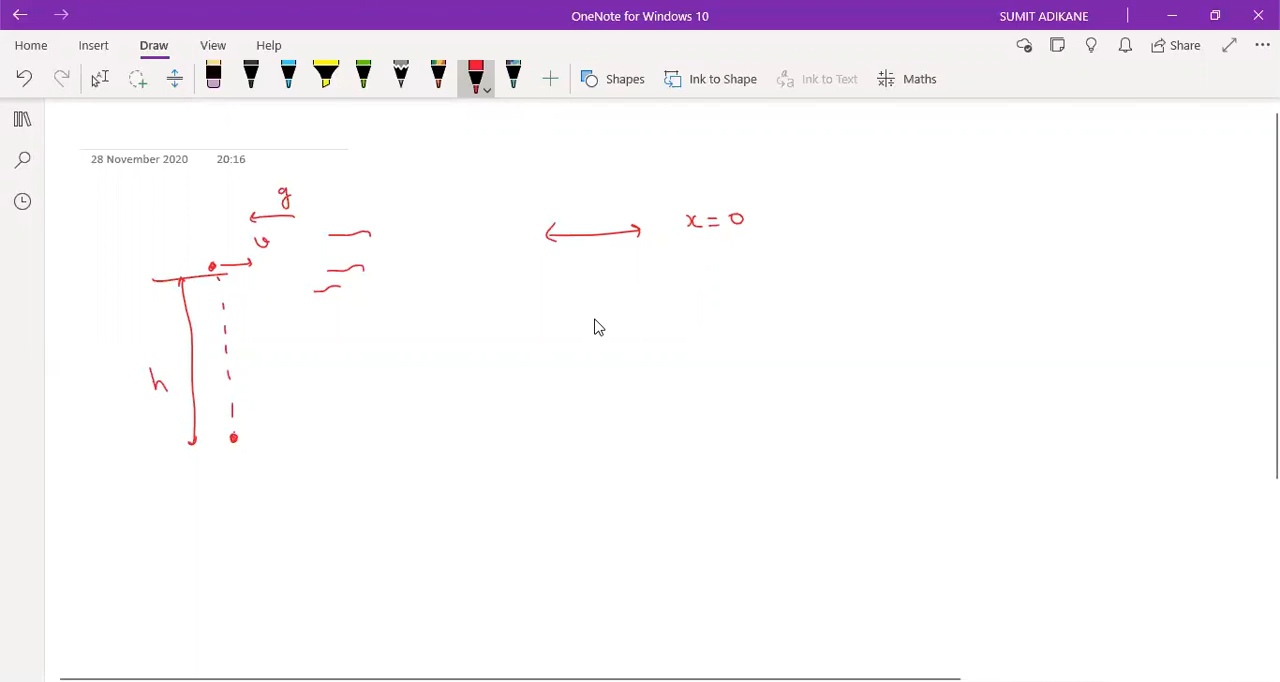 OneNote for Windows 10
SUMIT ADIKANE
Home Insert Draw View Help
Share
Shapes
Ink to Shape
Ink to Text
Maths
28 November 2020 20:16
g
v
x = 0
h